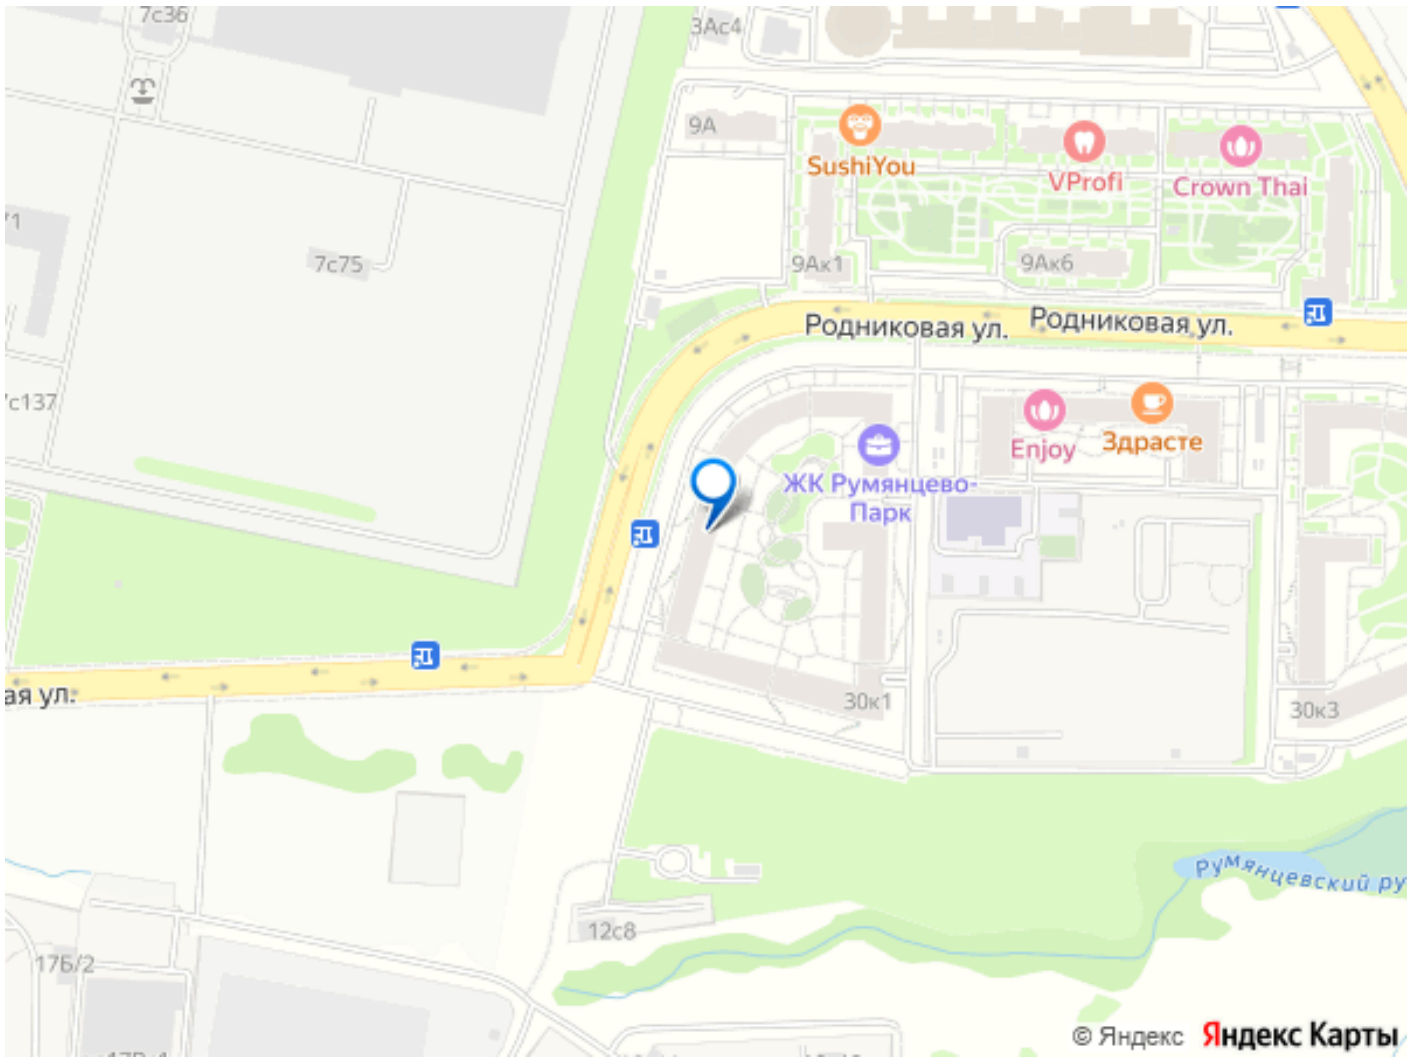 7с36
3Ас4
9А
SushiYou
VProfi
Crown Thai
7с75
9Ак1
9Ак6
Родниковая ул.
Родниковая ул.
/1
'с137
Enjoy
Здрасте
ЖК Румянцево-
Парк
ая ул.
30к1
30к3
Румянцевский ру
12с8
17Б/2
© Яндекс Яндекс Карты